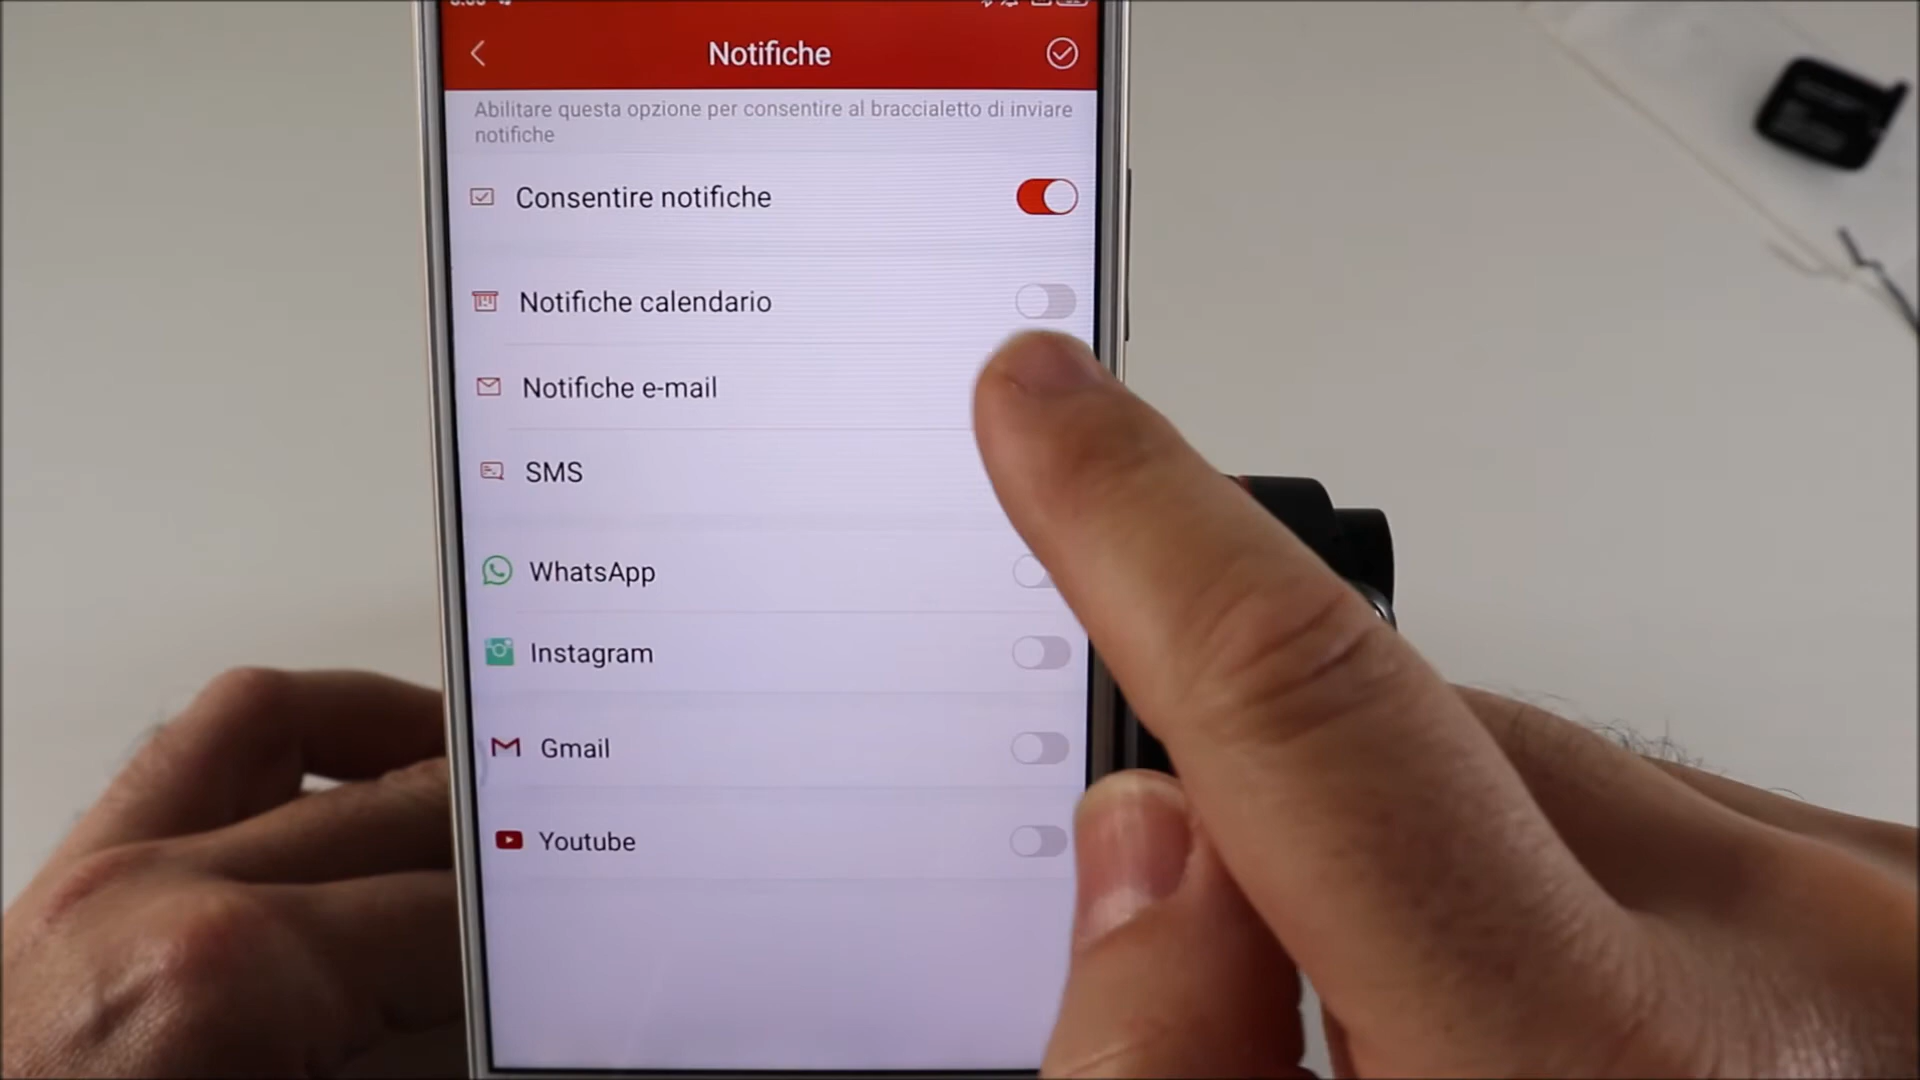 Notifiche
Abilitare questa opzione per consentire al braccialetto di inviare
notifiche
Consentire notifiche
Notifiche calendario
Notifiche e-mail
SMS
WhatsApp
Instagram
Gmail
Youtube